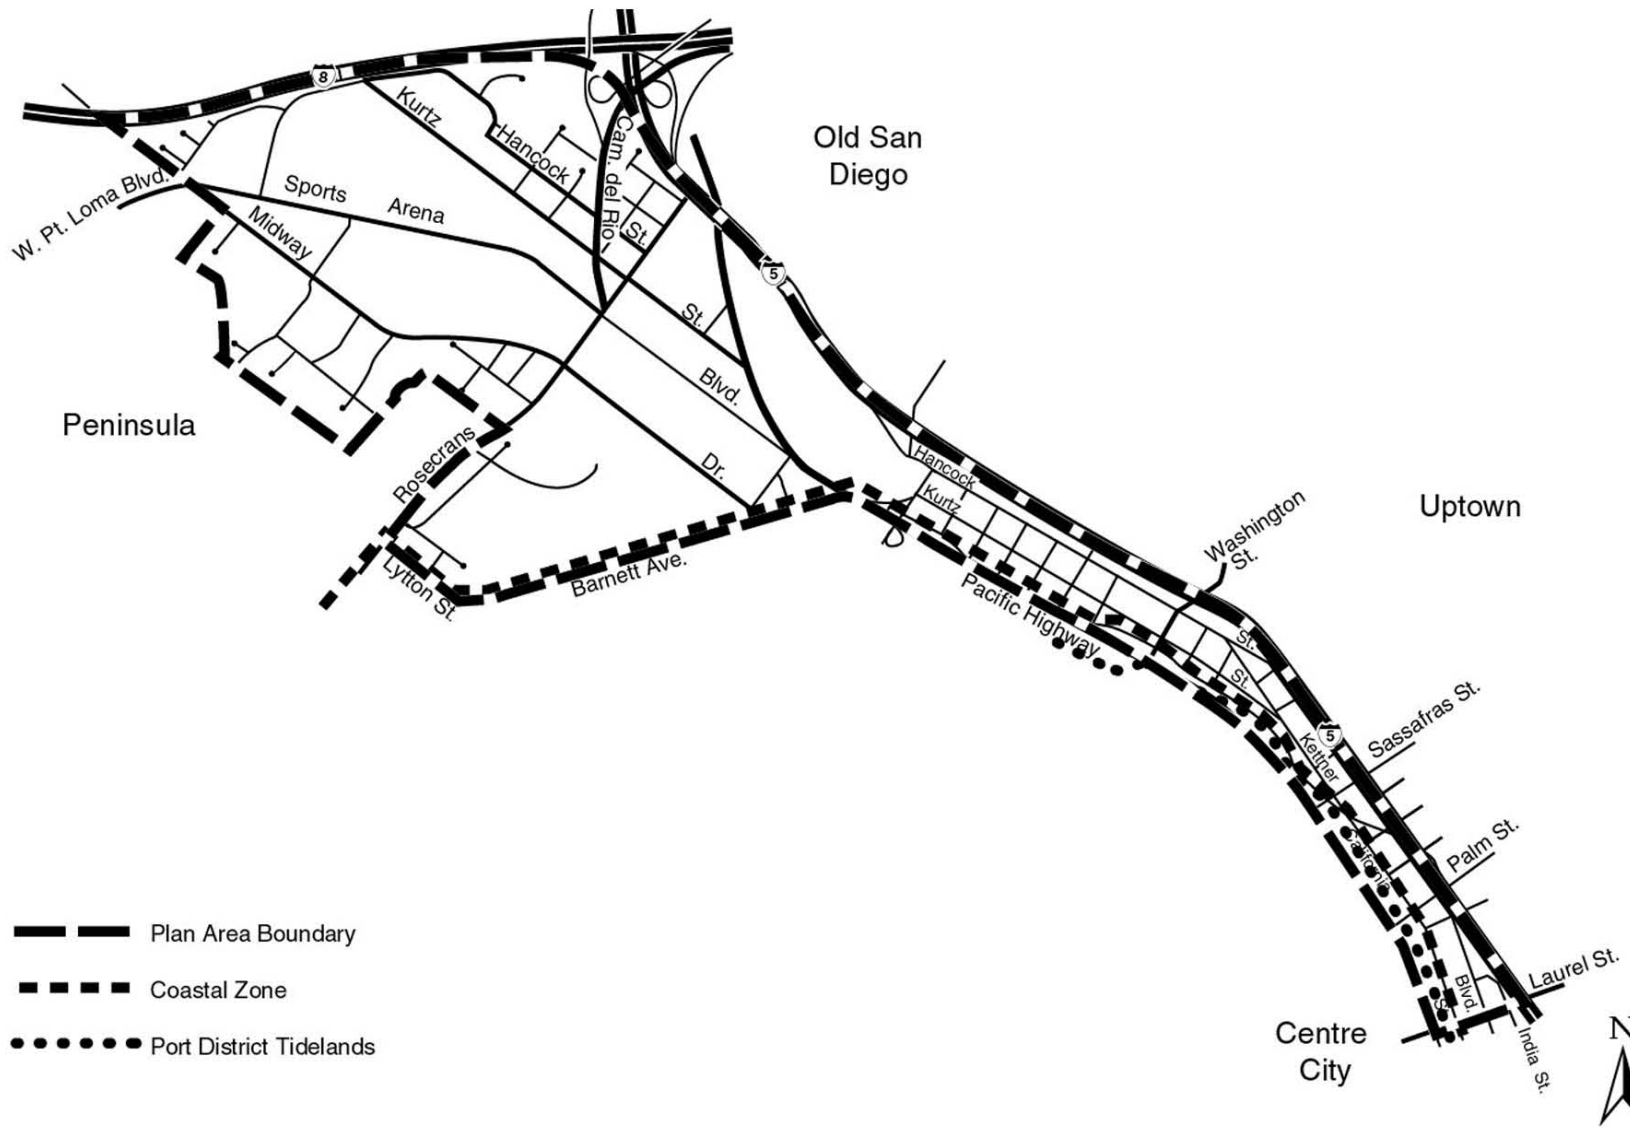 8
Kurtz
Hancock
Cam. del Rio
Old San
Diego
W. Pt. Loma Blvd.
Sports
Arena
Midway
St.
5
St.
Blvd.
Peninsula
Rosecrans
Dr.
Hancock
Kurtz
Uptown
Washington
St.
Lytton St.
Barnett Ave.
Pacific Highway
St.
St.
5
Sassafras St.
Kettner
Palm St.
California
Plan Area Boundary
Coastal Zone
Port District Tidelands
Laurel St.
Blvd.
St.
Centre
City
India St.
N